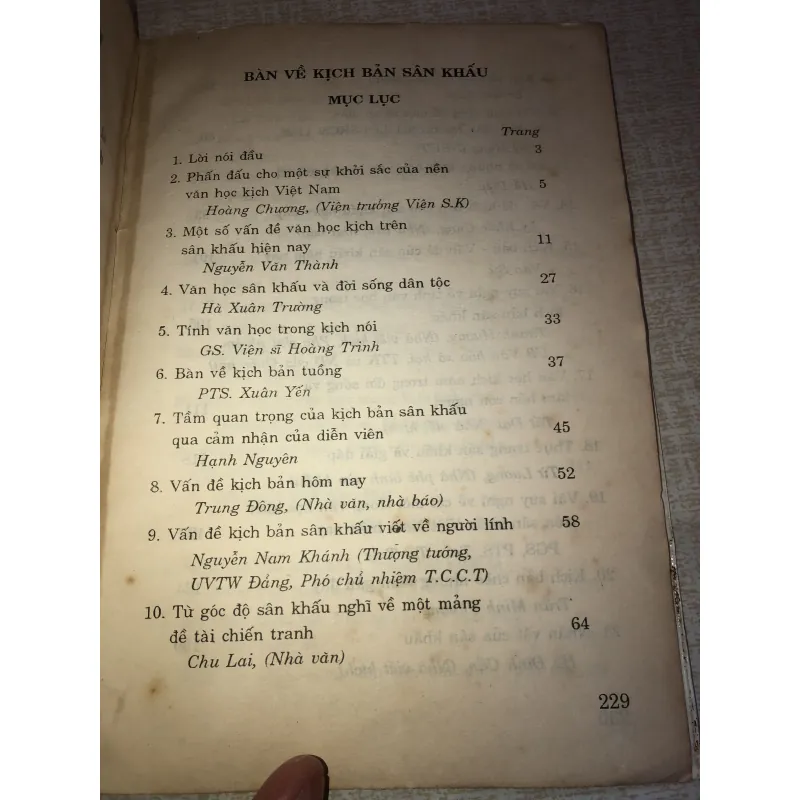 BÀN VỀ KỊCH BẢN SÂN KHẤU
MỤC LỤC
Trang
1. Lời nói đầu 3
2. Phấn đấu cho một sự khởi sắc của nền
văn học kịch Việt Nam 5
Hoàng Chương, (Viện trưởng Viện S.K)
3. Một số vấn đề văn học kịch trên
sân khấu hiện nay 11
Nguyễn Văn Thành
4. Văn học sân khấu và đời sống dân tộc 27
Hà Xuân Trường
5. Tính văn học trong kịch nói 33
GS. Viện sĩ Hoàng Trinh
6. Bàn về kịch bản tuồng 37
PTS. Xuân Yến
7. Tầm quan trọng của kịch bản sân khấu
qua cảm nhận của diễn viên 45
Hạnh Nguyên
8. Vấn đề kịch bản hôm nay 52
Trung Đông, (Nhà văn, nhà báo)
9. Vấn đề kịch bản sân khấu viết về người lính 58
Nguyễn Nam Khánh (Thượng tướng,
UVTW Đảng, Phó chủ nhiệm T.C.C.T)
10. Từ góc độ sân khấu nghĩ về một mảng
đề tài chiến tranh 64
Chu Lai, (Nhà văn)
229